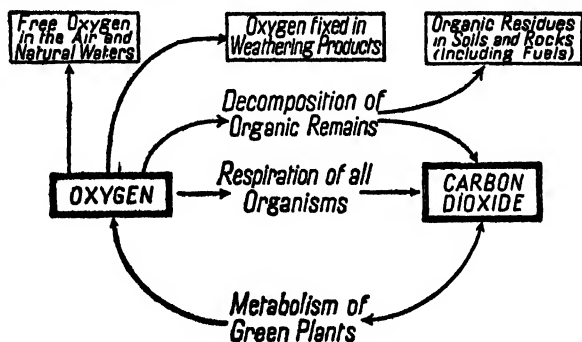 Free Oxygen
in the Air and
Natural Waters
Oxygen fixed in
Weathering Products
Organic Residues
in Soils and Rocks
(Including Fuels)
Decomposition of
Organic Remains
OXYGEN
Respiration of all
Organisms
CARBON
DIOXIDE
Metabolism of
Green Plants